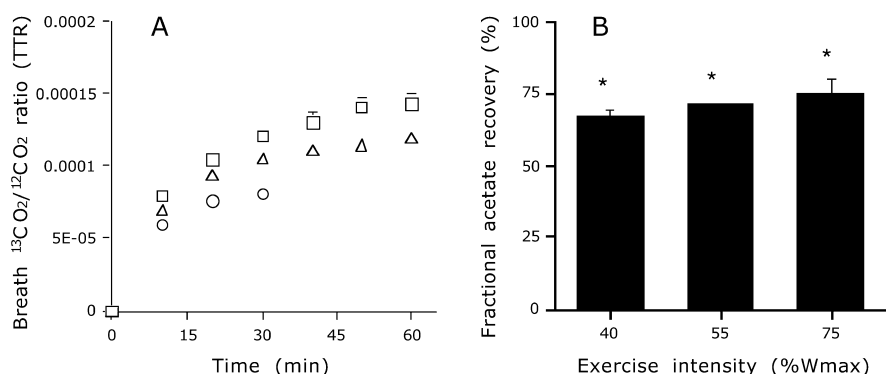 A
Breath ¹³CO₂/¹²CO₂ ratio (TTR)
0.0002
0.00015
0.0001
5E-05
0
0 15 30 45 60
Time (min)
B
Fractional acetate recovery (%)
100
75
50
25
0
* * *
40 55 75
Exercise intensity (%Wmax)